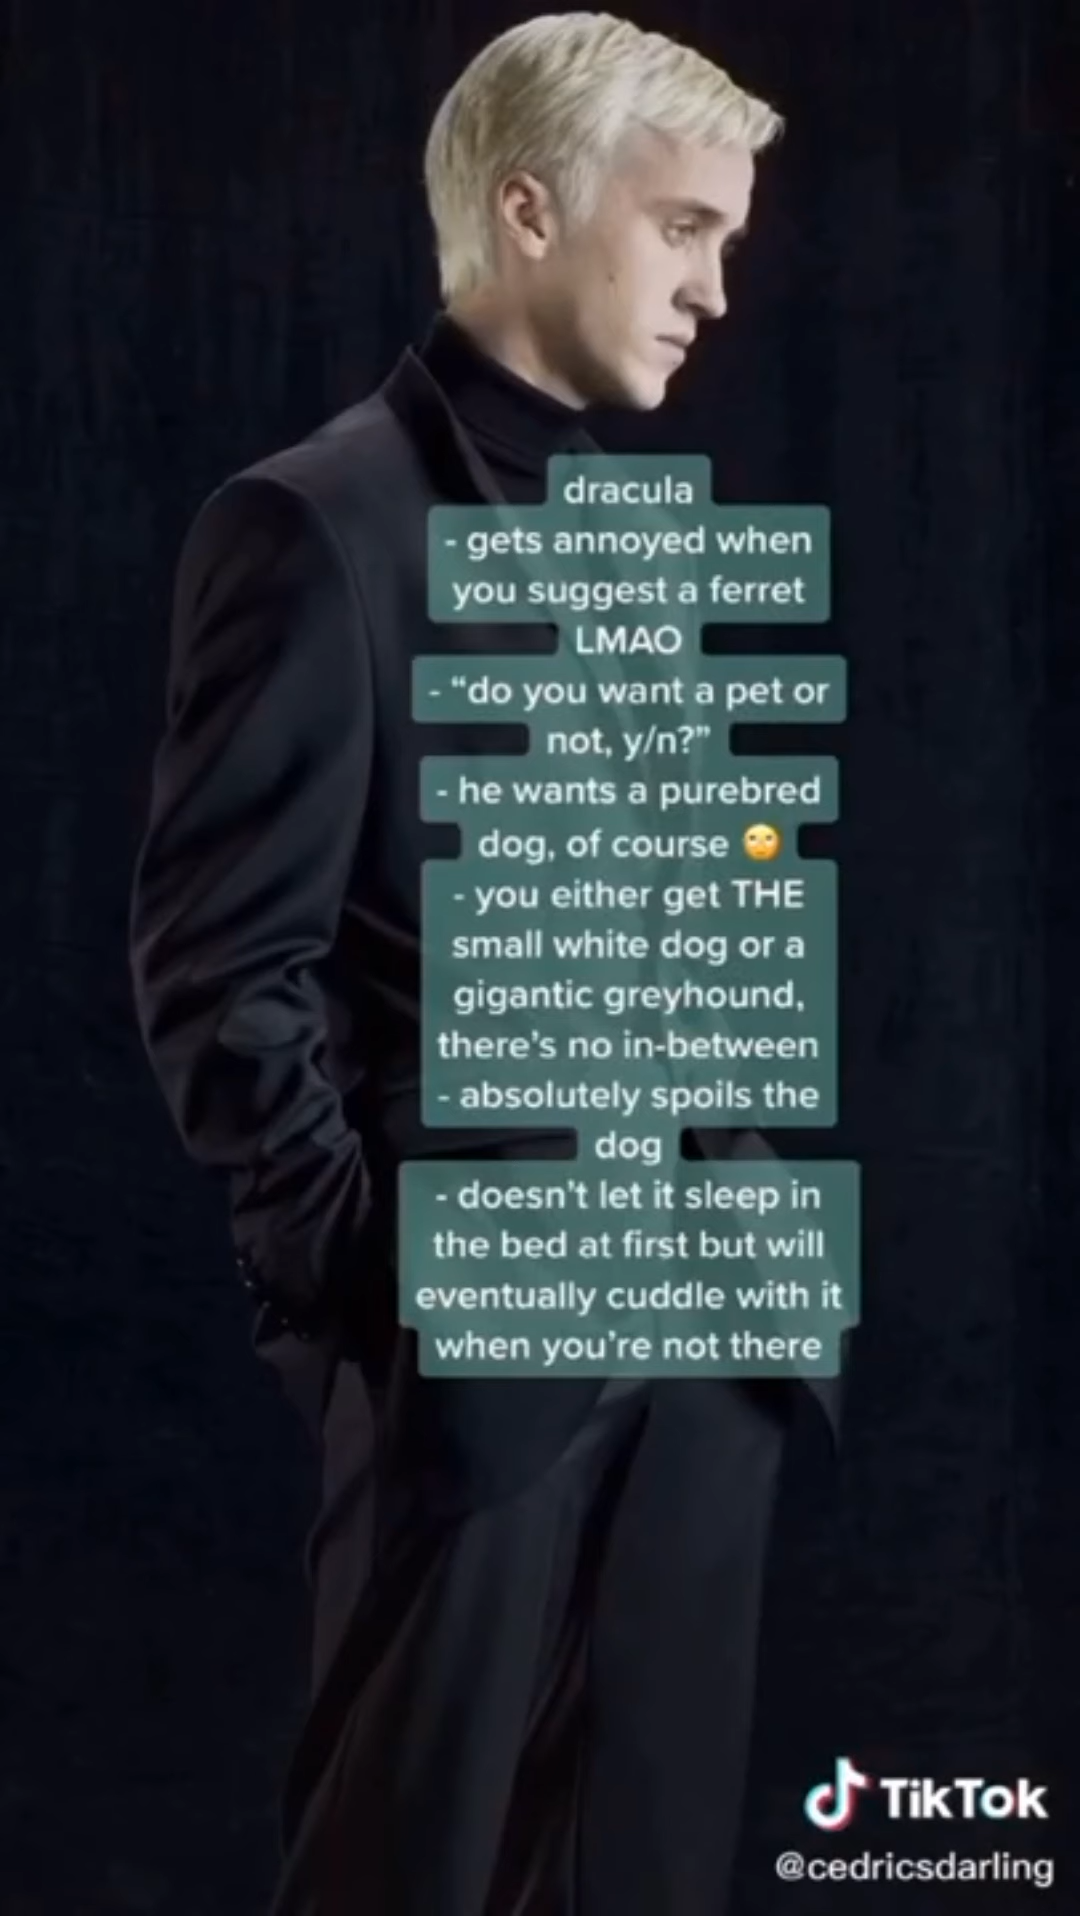 dracula
- gets annoyed when
you suggest a ferret
LMAO
- “do you want a pet or
not, y/n?”
- he wants a purebred
dog, of course 🙄
- you either get THE
small white dog or a
gigantic greyhound,
there’s no in-between
- absolutely spoils the
dog
- doesn't let it sleep in
the bed at first but will
eventually cuddle with it
when you’re not there
TikTok
@cedricsdarling